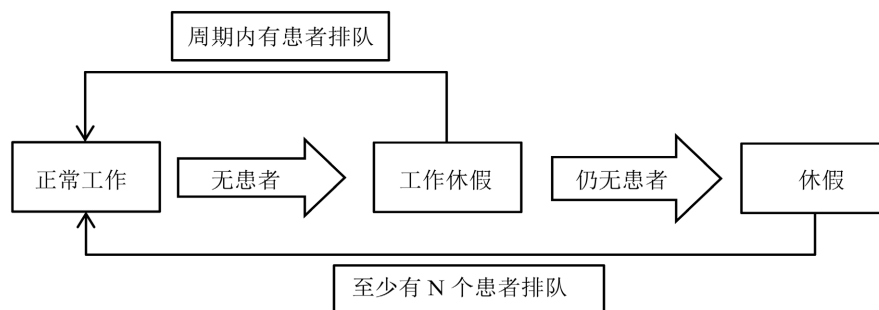 周期内有患者排队
正常工作
无患者
工作休假
仍无患者
休假
至少有 N 个患者排队